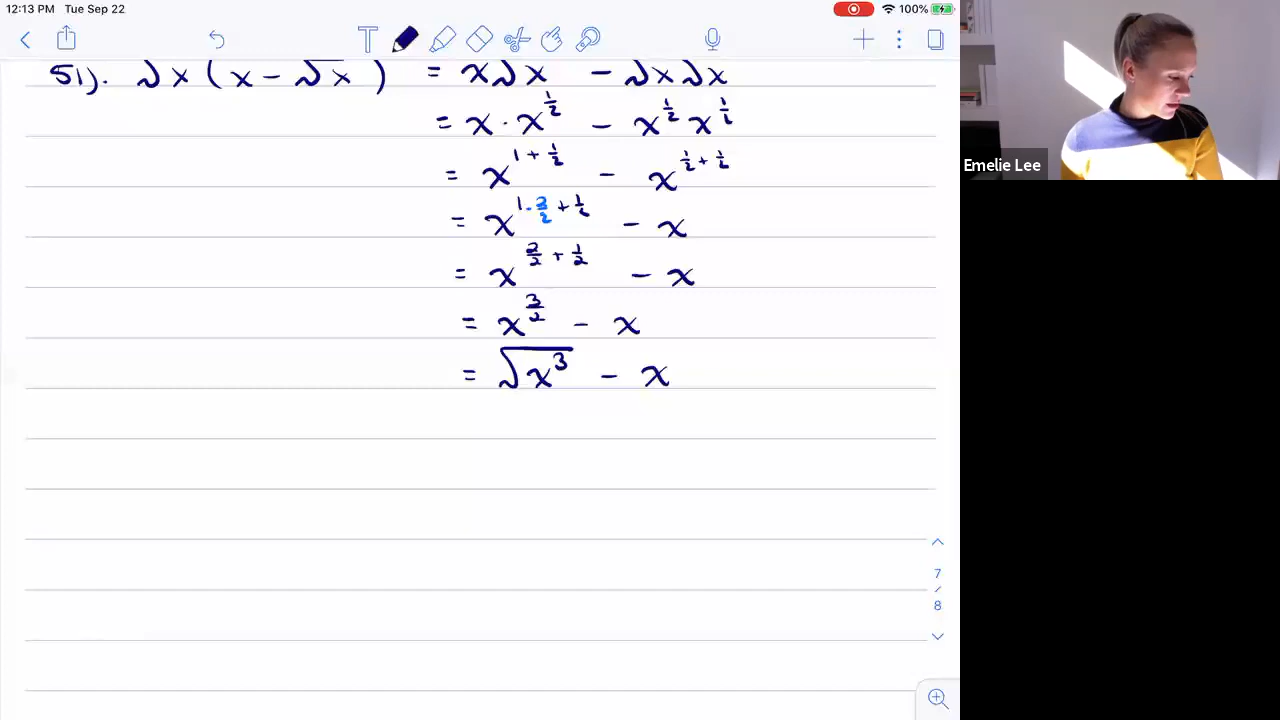 12:13 PM Tue Sep 22
100%
51). √x ( x - √x ) = x√x - √x√x
= x · x^{1/2} - x^{1/2} x^{1/2}
= x^{1 + 1/2} - x^{1/2 + 1/2}
= x^{1 · 2/2 + 1/2} - x
= x^{2/2 + 1/2} - x
= x^{3/2} - x
= √x^3 - x
Emelie Lee
7
/
8